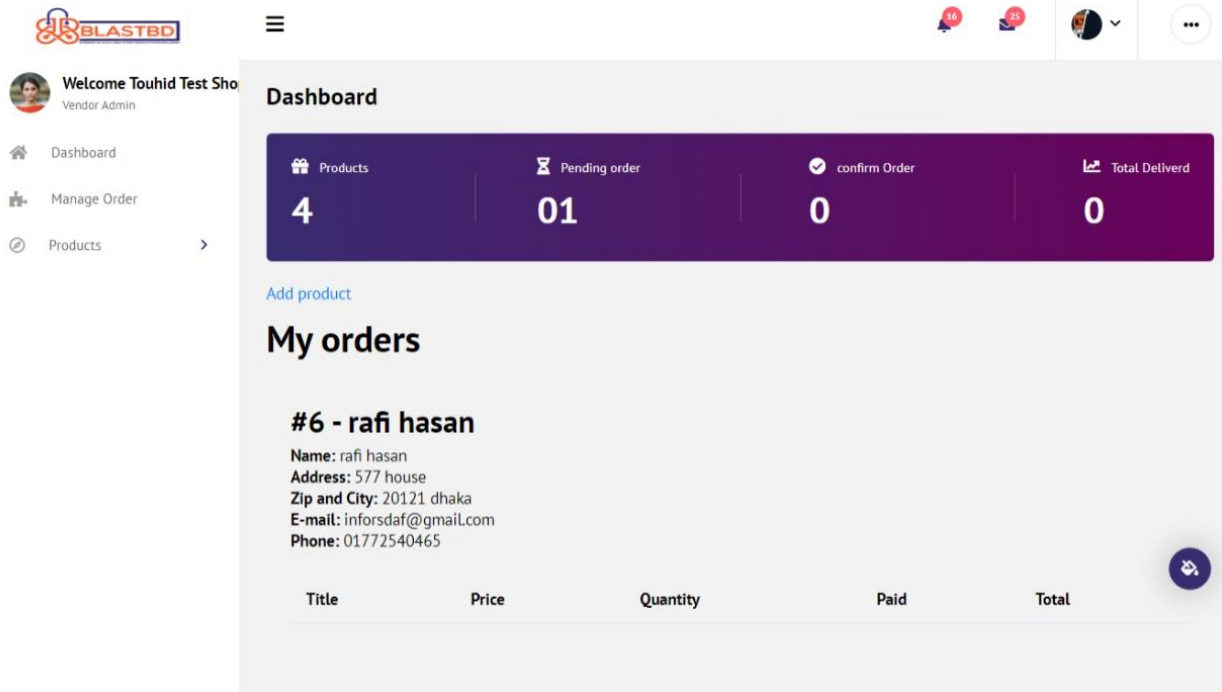 BLASTBD
16
25
Welcome Touhid Test Sho
Vendor Admin
Dashboard
Manage Order
Products
Dashboard
Products
4
Pending order
01
confirm Order
0
Total Deliverd
0
Add product
My orders
#6 - rafi hasan
Name: rafi hasan
Address: 577 house
Zip and City: 20121 dhaka
E-mail: inforsdaf@gmail.com
Phone: 01772540465
Title Price Quantity Paid Total